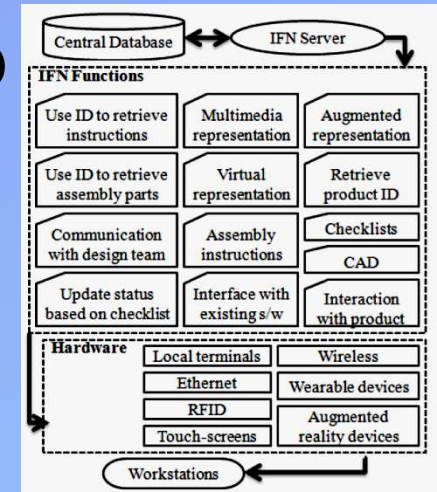 Central Database
IFN Server
IFN Functions
Use ID to retrieve
instructions
Multimedia
representation
Augmented
representation
Use ID to retrieve
assembly parts
Virtual
representation
Retrieve
product ID
Communication
with design team
Assembly
instructions
Checklists
CAD
Update status
based on checklist
Interface with
existing s/w
Interaction
with product
Hardware
Local terminals
Wireless
Ethernet
Wearable devices
RFID
Touch-screens
Augmented
reality devices
Workstations